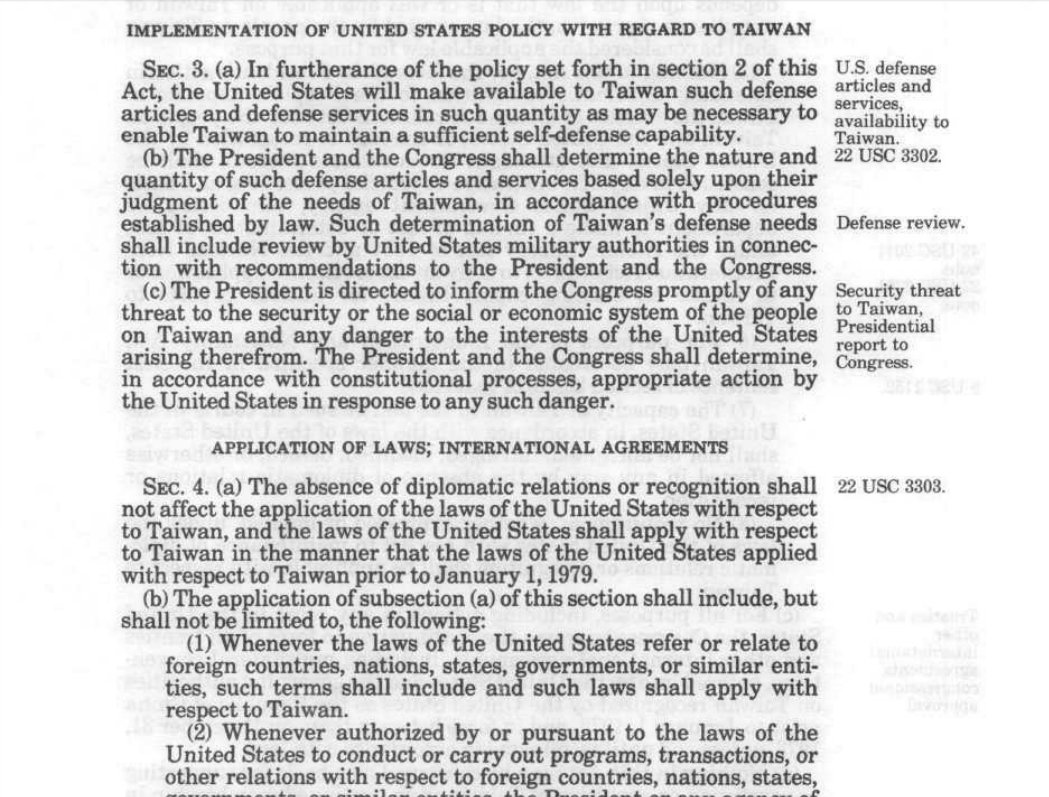 IMPLEMENTATION OF UNITED STATES POLICY WITH REGARD TO TAIWAN
SEC. 3. (a) In furtherance of the policy set forth in section 2 of this
Act, the United States will make available to Taiwan such defense
articles and defense services in such quantity as may be necessary to
enable Taiwan to maintain a sufficient self-defense capability.
U.S. defense
articles and
services,
availability to
Taiwan.
22 USC 3302.
(b) The President and the Congress shall determine the nature and
quantity of such defense articles and services based solely upon their
judgment of the needs of Taiwan, in accordance with procedures
established by law. Such determination of Taiwan's defense needs
shall include review by United States military authorities in connec-
tion with recommendations to the President and the Congress.
Defense review.
(c) The President is directed to inform the Congress promptly of any
threat to the security or the social or economic system of the people
on Taiwan and any danger to the interests of the United States
arising therefrom. The President and the Congress shall determine,
in accordance with constitutional processes, appropriate action by
the United States in response to any such danger.
Security threat
to Taiwan,
Presidential
report to
Congress.
APPLICATION OF LAWS; INTERNATIONAL AGREEMENTS
SEC. 4. (a) The absence of diplomatic relations or recognition shall
not affect the application of the laws of the United States with respect
to Taiwan, and the laws of the United States shall apply with respect
to Taiwan in the manner that the laws of the United States applied
with respect to Taiwan prior to January 1, 1979.
22 USC 3303.
(b) The application of subsection (a) of this section shall include, but
shall not be limited to, the following:
(1) Whenever the laws of the United States refer or relate to
foreign countries, nations, states, governments, or similar enti-
ties, such terms shall include and such laws shall apply with
respect to Taiwan.
(2) Whenever authorized by or pursuant to the laws of the
United States to conduct or carry out programs, transactions, or
other relations with respect to foreign countries, nations, states,
governments, or similar entities, the President or any agency of